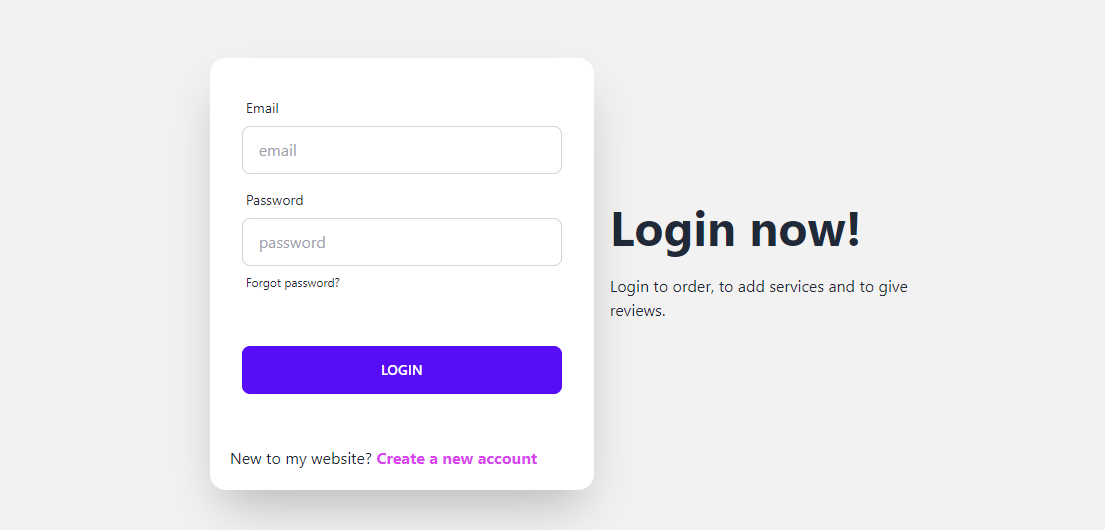 Email
email
Password
password
Forgot password?
LOGIN
New to my website? Create a new account
Login now!
Login to order, to add services and to give
reviews.